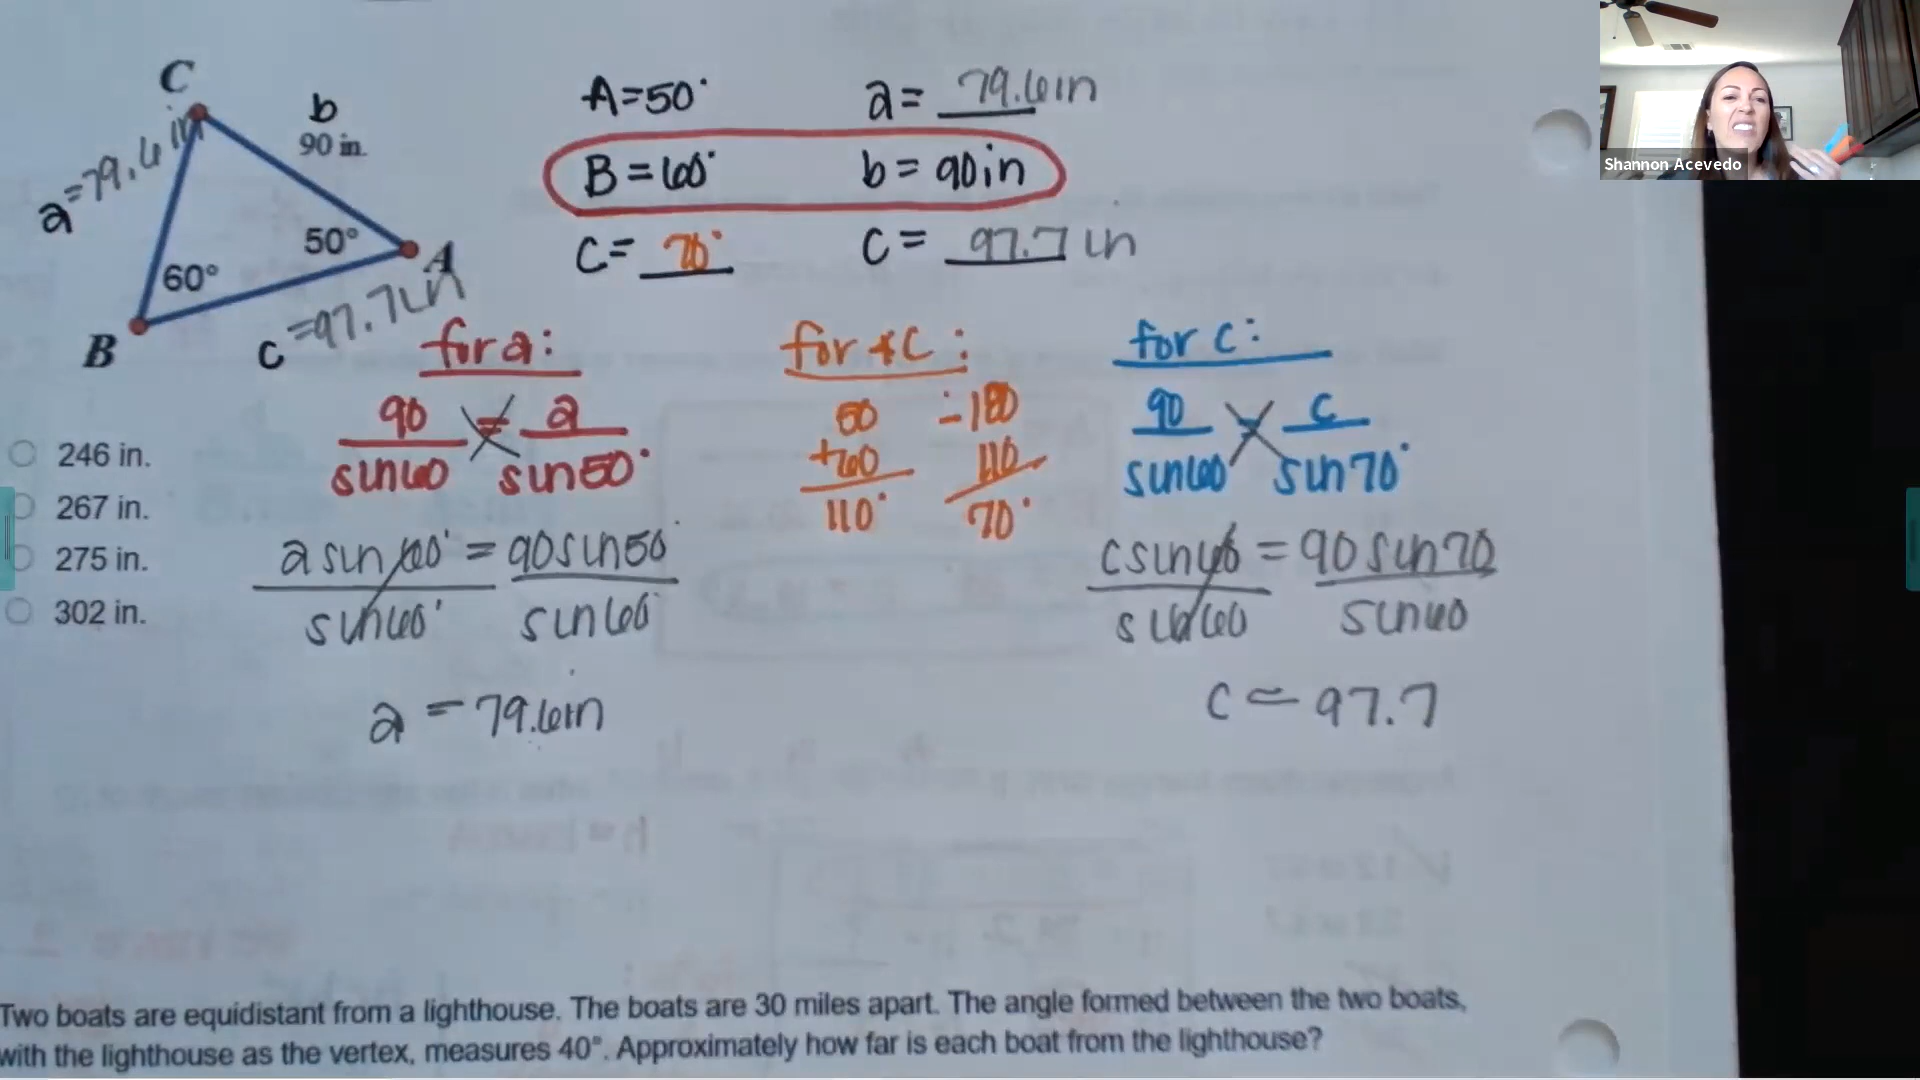 C
b
90 in.
a=79.6in
50°
A
60°
B
c=97.7in
A=50° a= 79.6in
B=60° b=90in
C= 70° c= 97.7in
for a:
90/sin60 = a/sin50°
a sin60° = 90sin50
sin60° sin60°
a = 79.6in
for ∢C:
50
+60
110°
-180
110
70°
for c:
90/sin60 = c/sin70°
c sin60 = 90 sin70
sin60 sin60
c = 97.7
246 in.
267 in.
275 in.
302 in.
Two boats are equidistant from a lighthouse. The boats are 30 miles apart. The angle formed between the two boats,
with the lighthouse as the vertex, measures 40°. Approximately how far is each boat from the lighthouse?
Shannon Acevedo